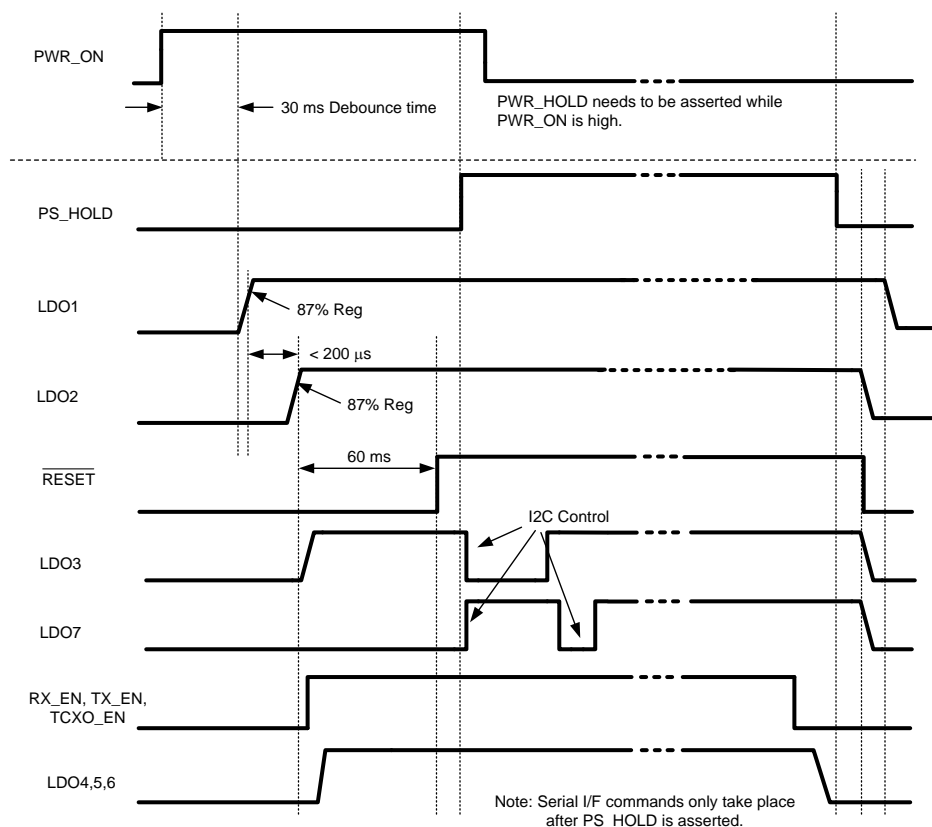 PWR_ON
30 ms Debounce time
PWR_HOLD needs to be asserted while
PWR_ON is high.
PS_HOLD
LDO1
87% Reg
< 200 μs
LDO2
87% Reg
60 ms
RESET
I2C Control
LDO3
LDO7
RX_EN, TX_EN,
TCXO_EN
LDO4,5,6
Note: Serial I/F commands only take place
after PS_HOLD is asserted.